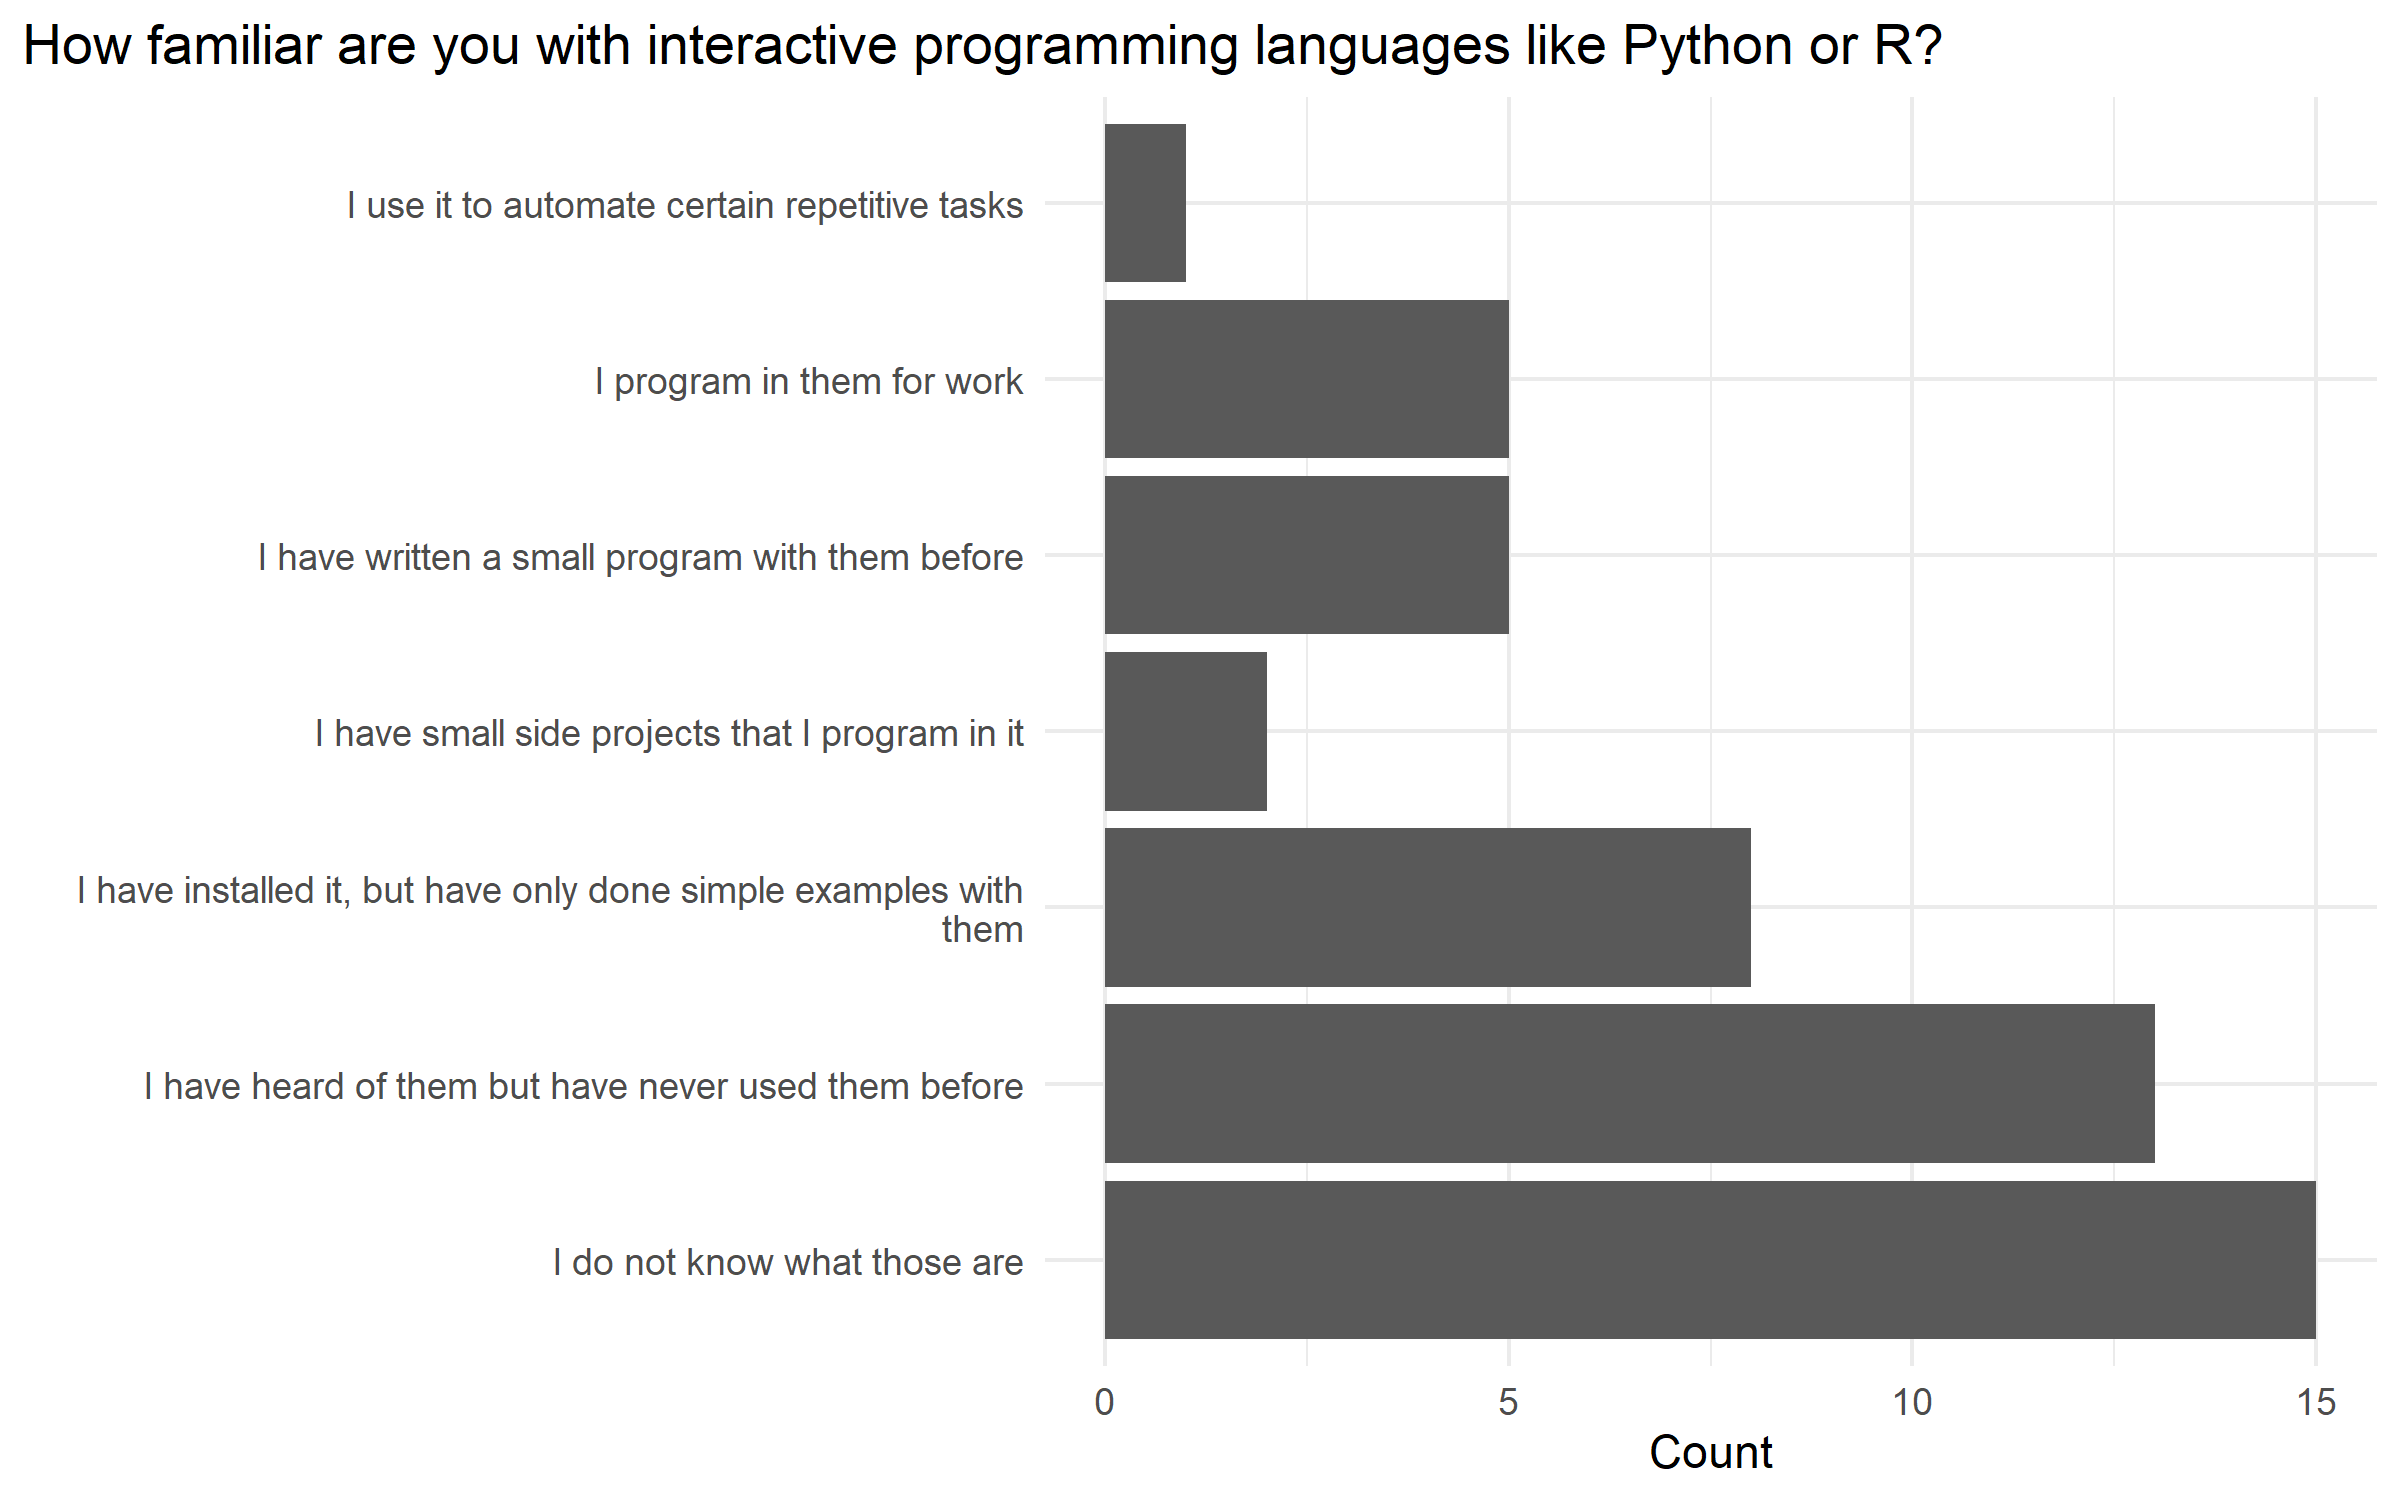 How familiar are you with interactive programming languages like Python or R?
I use it to automate certain repetitive tasks
I program in them for work
I have written a small program with them before
I have small side projects that I program in it
I have installed it, but have only done simple examples with
them
I have heard of them but have never used them before
I do not know what those are
0 5 10 15
Count